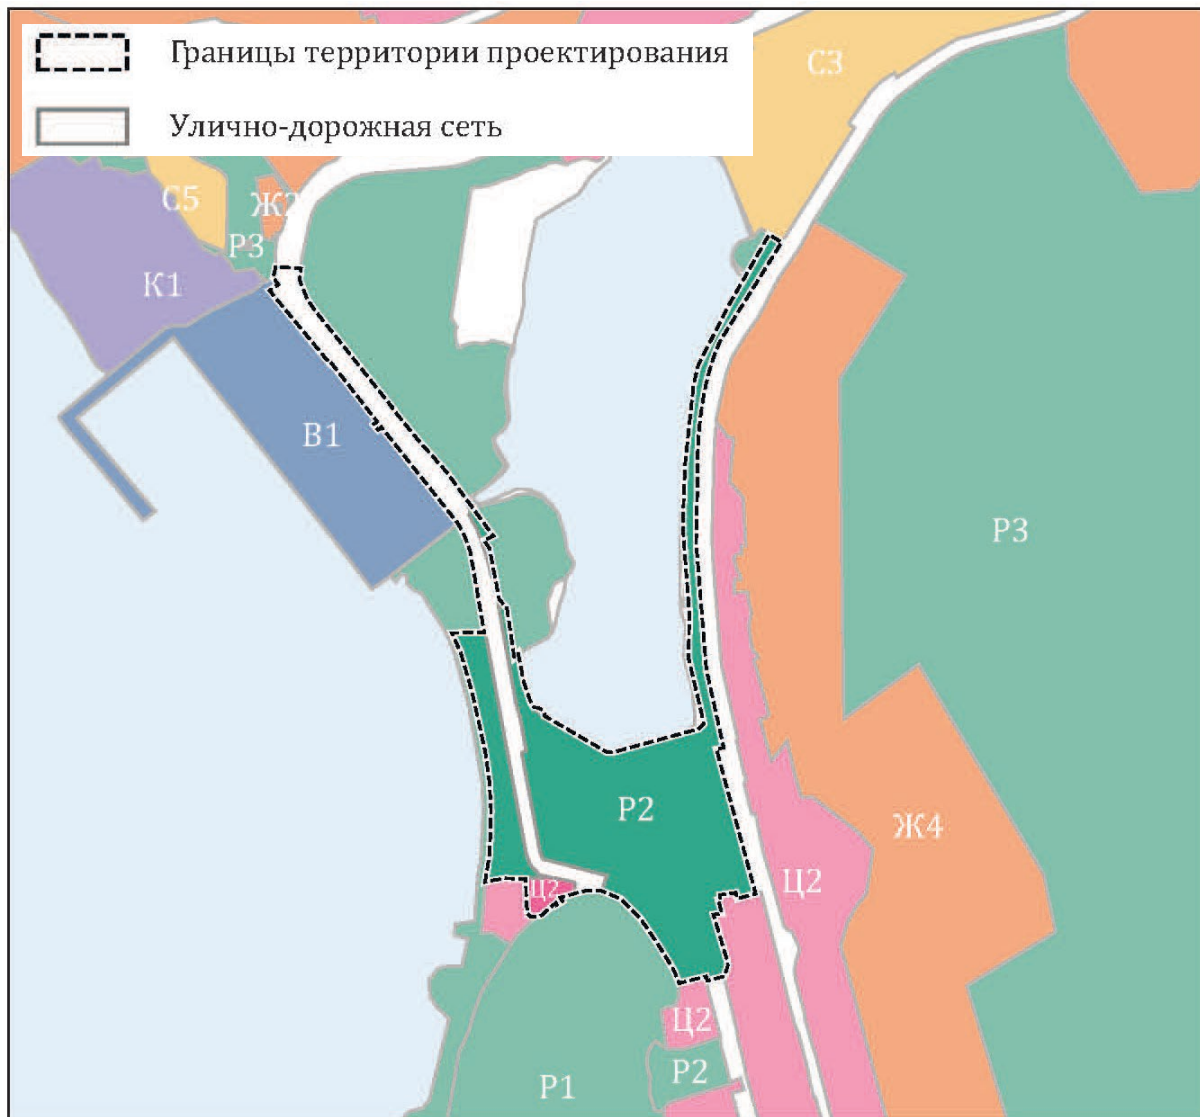 Границы территории проектирования
Улично-дорожная сеть
С3
С5
Ж2
Р3
К1
В1
Р3
Р2
Ж4
Ц2
Ц2
Ц2
Р2
Р1